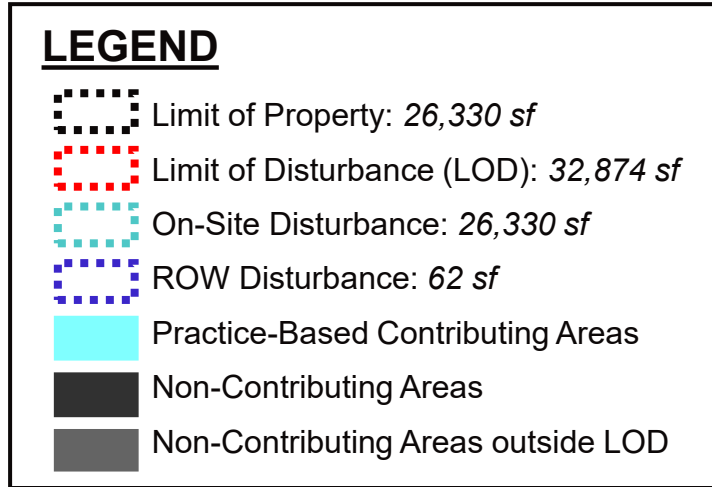 LEGEND
Limit of Property: 26,330 sf
Limit of Disturbance (LOD): 32,874 sf
On-Site Disturbance: 26,330 sf
ROW Disturbance: 62 sf
Practice-Based Contributing Areas
Non-Contributing Areas
Non-Contributing Areas outside LOD